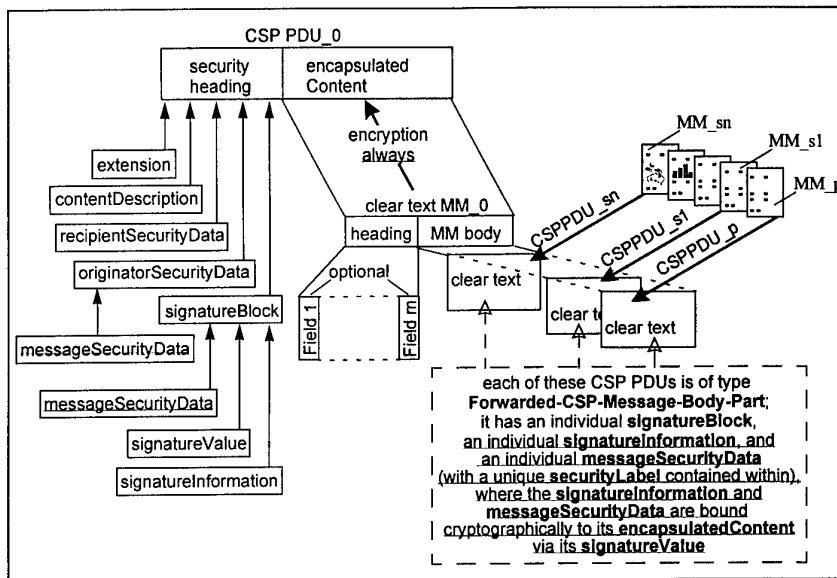 CSP PDU_0
security
heading
encapsulated
Content
encryption
always
extension
contentDescription
recipientSecurityData
originatorSecurityData
signatureBlock
messageSecurityData
messageSecurityData
signatureValue
signatureInformation
clear text MM_0
heading
MM body
optional
Field 1
Field m
MM_sn
MM_s1
MM_p
CSPPDU_sn
CSPPDU_s1
CSPPDU_p
clear text
clear te
clear text
each of these CSP PDUs is of type
Forwarded-CSP-Message-Body-Part;
it has an individual signatureBlock,
an individual signatureInformation, and
an individual messageSecurityData
(with a unique securityLabel contained within),
where the signatureInformation and
messageSecurityData are bound
cryptographically to its encapsulatedContent
via its signatureValue